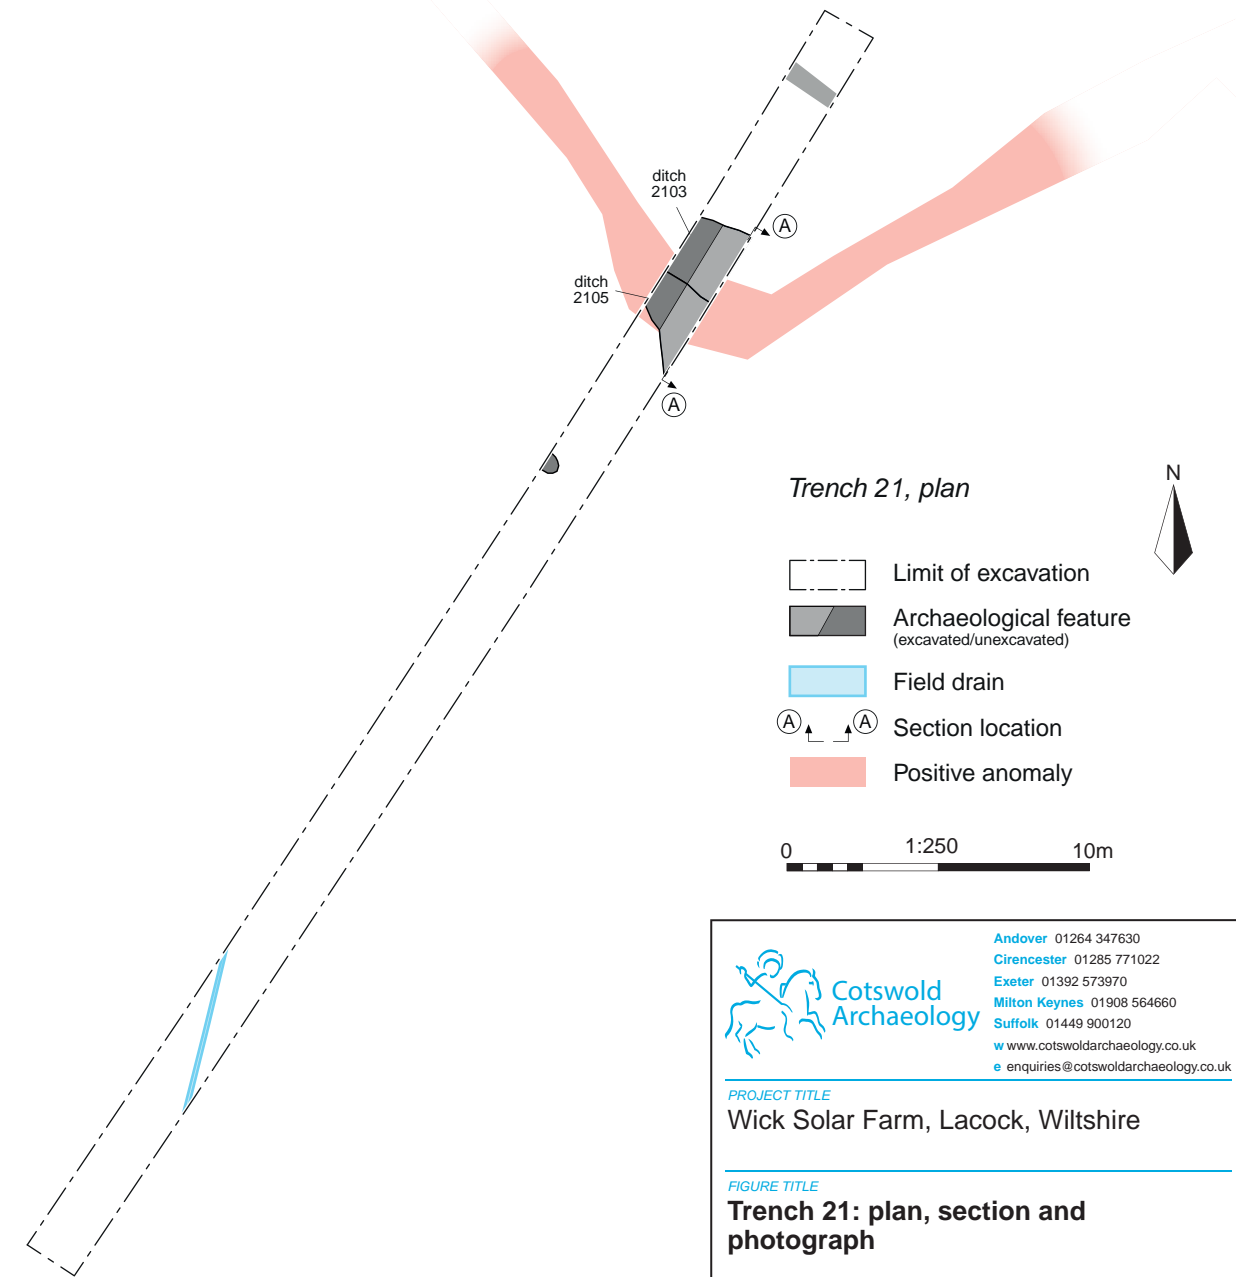 ditch
2103
A
ditch
2105
A
Trench 21, plan
N
Limit of excavation
Archaeological feature
(excavated/unexcavated)
Field drain
A A Section location
Positive anomaly
0 1:250 10m
Cotswold
Archaeology
Andover 01264 347630
Cirencester 01285 771022
Exeter 01392 573970
Milton Keynes 01908 564660
Suffolk 01449 900120
w www.cotswoldarchaeology.co.uk
e enquiries@cotswoldarchaeology.co.uk
PROJECT TITLE
Wick Solar Farm, Lacock, Wiltshire
FIGURE TITLE
Trench 21: plan, section and
photograph